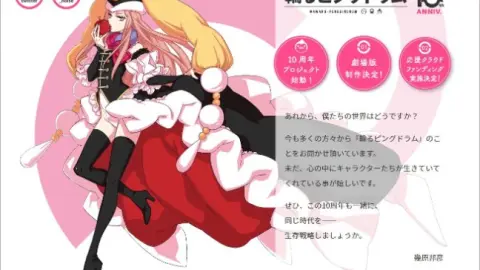 輪るピングドラム
MAWARU-PENGUINDRUM
10th
ANNIV.
10周年
プロジェクト
始動!
劇場版
制作決定!
応援クラウド
ファンディング
実施決定!
あれから、僕たちの世界はどうですか?
今も多くの方々から「輪るピングドラム」のこ
とをお聞かせ頂いています。
未だ、心の中にキャラクターたちが生きていて
くれている事が嬉しいです。
ぜひ、この10周年も一緒に、
同じ時代を──
生存戦略しましょうか。
幾原邦彦